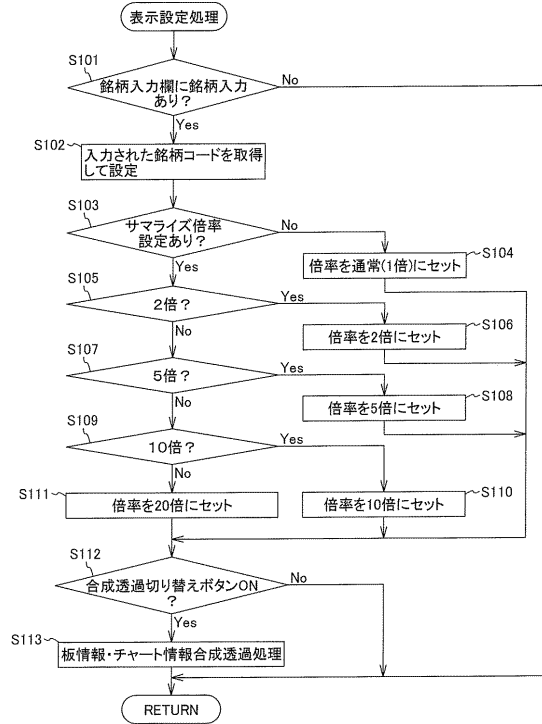 表示設定処理
S101
銘柄入力欄に銘柄入力
あり?
No
Yes
S102
入力された銘柄コードを取得
して設定
S103
サマライズ倍率
設定あり?
No
Yes
S104
倍率を通常(1倍)にセット
S105
2倍?
Yes
No
S106
倍率を2倍にセット
S107
5倍?
Yes
No
S108
倍率を5倍にセット
S109
10倍?
Yes
No
S111
倍率を20倍にセット
S110
倍率を10倍にセット
S112
合成透過切り替えボタンON
?
No
Yes
S113
板情報・チャート情報合成透過処理
RETURN